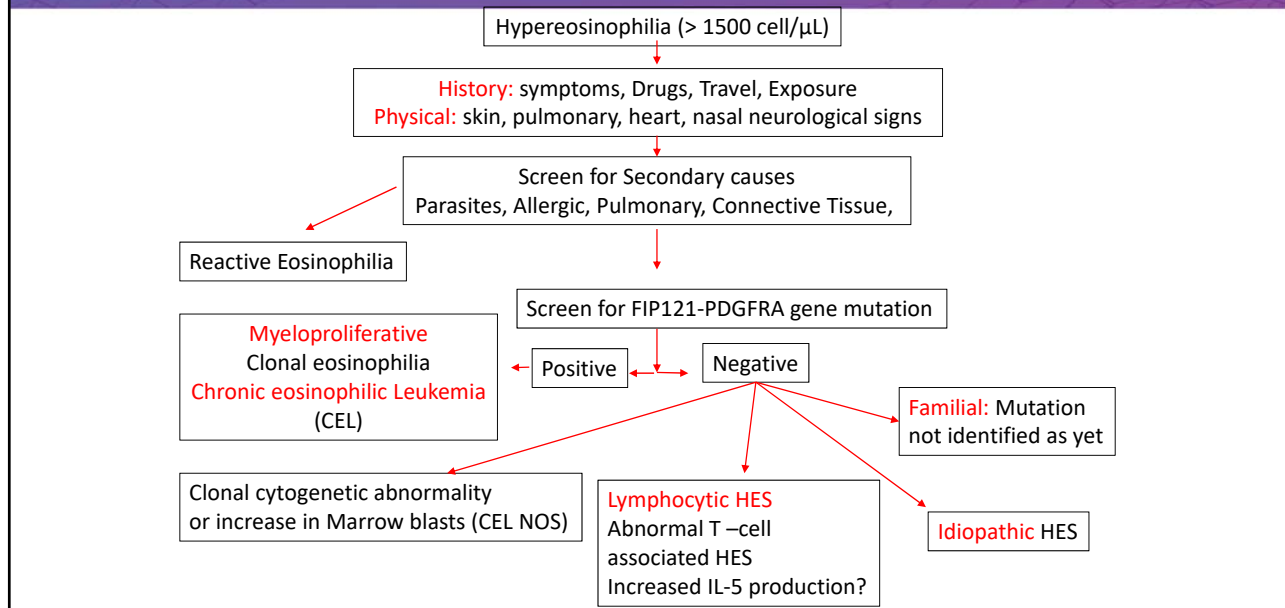 Hypereosinophilia (> 1500 cell/µL)
History: symptoms, Drugs, Travel, Exposure
Physical: skin, pulmonary, heart, nasal neurological signs
Screen for Secondary causes
Parasites, Allergic, Pulmonary, Connective Tissue,
Reactive Eosinophilia
Screen for FIP121-PDGFRA gene mutation
Myeloproliferative
Clonal eosinophilia
Chronic eosinophilic Leukemia
(CEL)
Positive
Negative
Familial: Mutation
not identified as yet
Clonal cytogenetic abnormality
or increase in Marrow blasts (CEL NOS)
Lymphocytic HES
Abnormal T –cell
associated HES
Increased IL-5 production?
Idiopathic HES